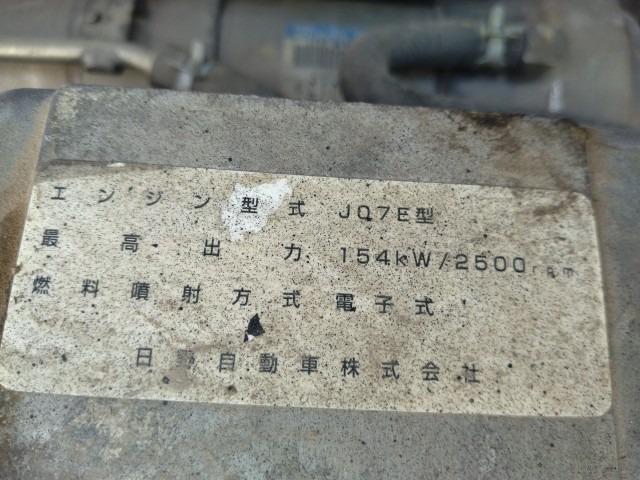 エンジン型式 J07E型
最高出力 154kW/2500rpm
燃料噴射方式 電子式
日野自動車株式会社